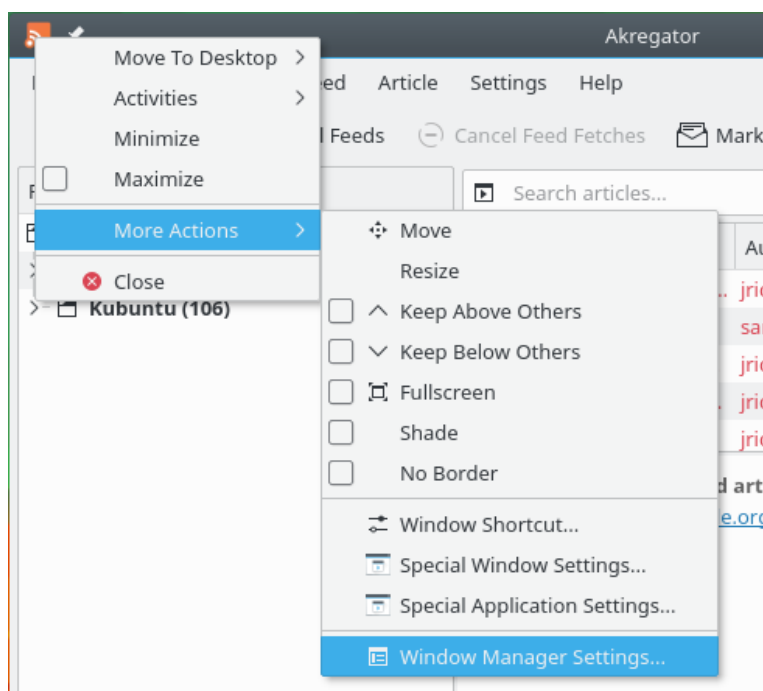 Akregator
Move To Desktop
Activities
Minimize
Maximize
More Actions
Close
Article Settings Help
Feeds Cancel Feed Fetches Mark
Search articles...
Kubuntu (106)
Move
Resize
Keep Above Others
Keep Below Others
Fullscreen
Shade
No Border
Window Shortcut...
Special Window Settings...
Special Application Settings...
Window Manager Settings...